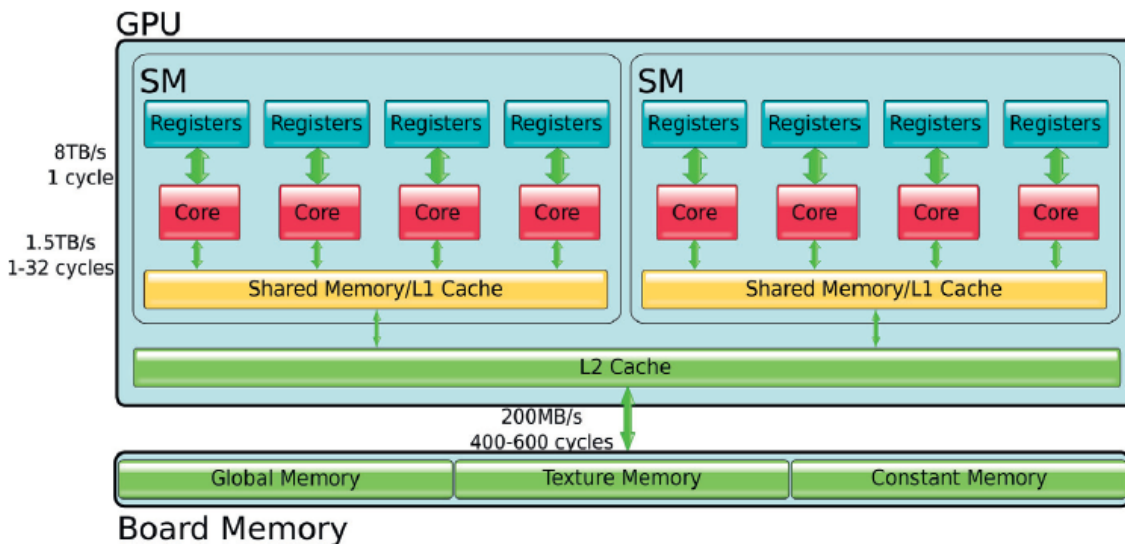 GPU
SM SM
Registers Registers Registers Registers Registers Registers Registers Registers
8TB/s
1 cycle
Core Core Core Core Core Core Core Core
1.5TB/s
1-32 cycles
Shared Memory/L1 Cache Shared Memory/L1 Cache
L2 Cache
200MB/s
400-600 cycles
Global Memory Texture Memory Constant Memory
Board Memory